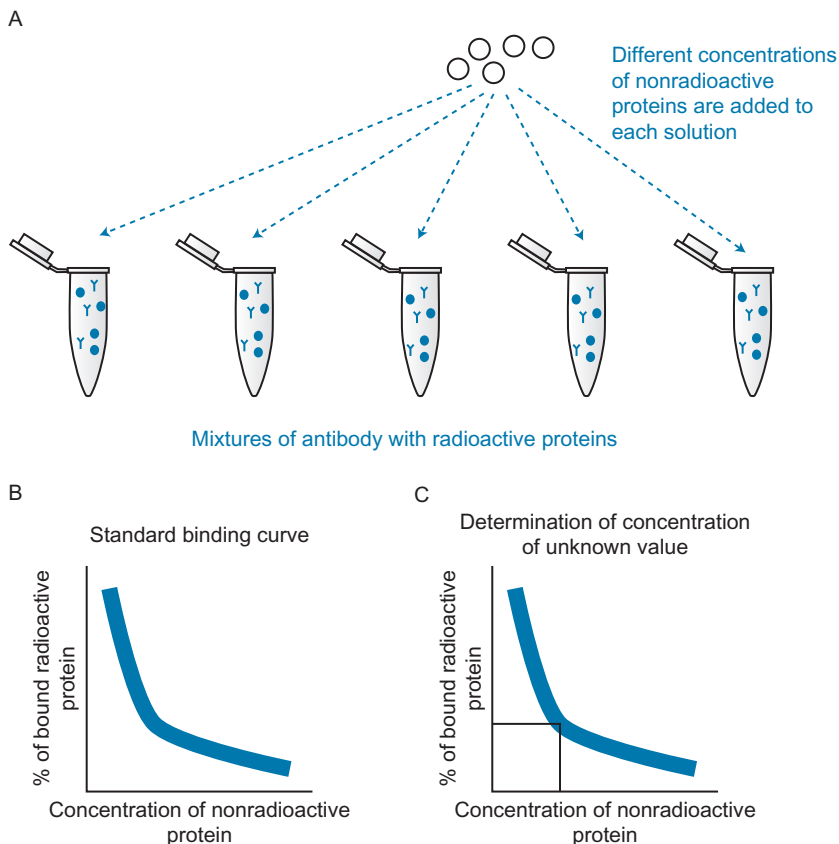 A
Different concentrations
of nonradioactive
proteins are added to
each solution
Mixtures of antibody with radioactive proteins
B
Standard binding curve
% of bound radioactive
protein
Concentration of nonradioactive
protein
C
Determination of concentration
of unknown value
% of bound radioactive
protein
Concentration of nonradioactive
protein